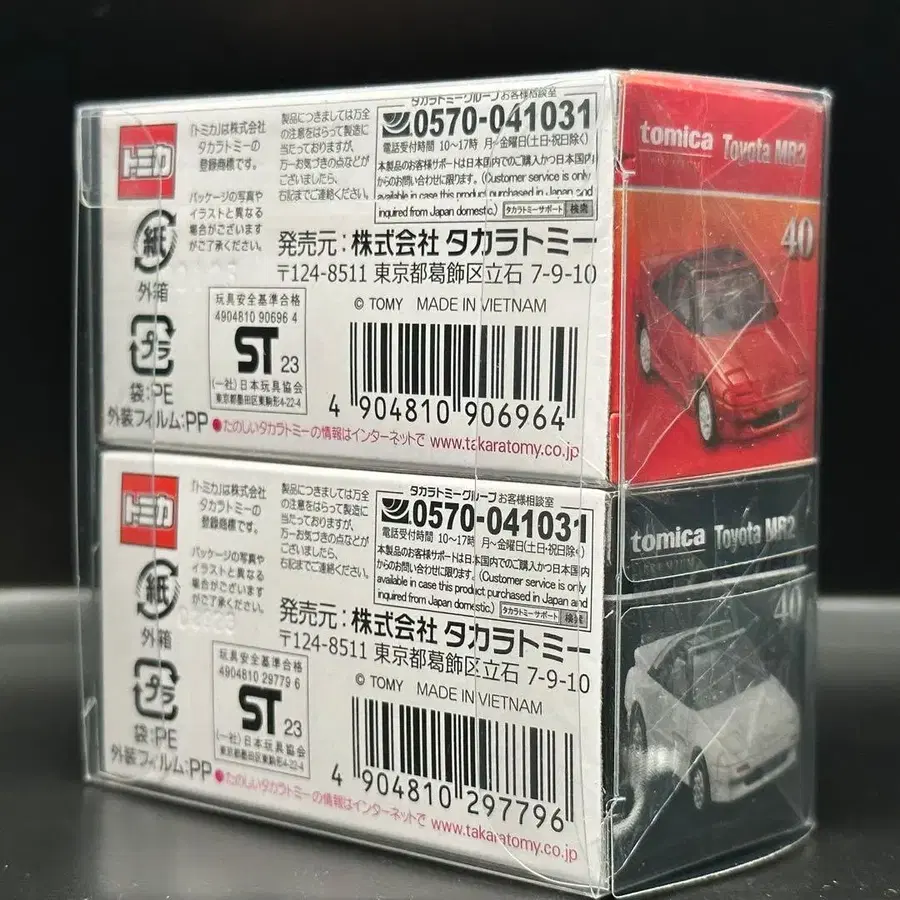 トミカ
「トミカ」は株式会社
タカラトミーの
登録商標です。
パッケージの写真や
イラストと異なる
場合がございます
がご了承ください。
製品につきましては万全
の注意をはらって製造に
当たっておりますが、
万一お気づきの点などが
ございましたら、
右記までご連絡ください。
タカラトミーグループ お客様相談室
0570-041031
電話受付時間 10〜17時 月〜金曜日(土日・祝日除く)
本製品のお客様サポートは日本国内でのご購入かつ日本国内
からのお問い合わせに限ります。(Customer service is only
available in case this product purchased in Japan and
inquired from Japan domestic.) タカラトミーサポート 検索
発売元:株式会社 タカラトミー
〒124-8511 東京都葛飾区立石 7-9-10
© TOMY MADE IN VIETNAM
紙
外箱
プラ
袋:PE
外装フィルム:PP
玩具安全基準合格
4904810 90696 4
ST 23
(一社)日本玩具協会
東京都墨田区東駒形4-22-4
4 904810 906964
●たのしいタカラトミーの情報はインターネットで www.takaratomy.co.jp
tomica Toyota MR2
40
トミカ
「トミカ」は株式会社
タカラトミーの
登録商標です。
パッケージの写真や
イラストと異なる
場合がございます
がご了承ください。
製品につきましては万全
の注意をはらって製造に
当たっておりますが、
万一お気づきの点などが
ございましたら、
右記までご連絡ください。
タカラトミーグループ お客様相談室
0570-041031
電話受付時間 10〜17時 月〜金曜日(土日・祝日除く)
本製品のお客様サポートは日本国内でのご購入かつ日本国内
からのお問い合わせに限ります。(Customer service is only
available in case this product purchased in Japan and
inquired from Japan domestic.) タカラトミーサポート 検索
発売元:株式会社 タカラトミー
〒124-8511 東京都葛飾区立石 7-9-10
© TOMY MADE IN VIETNAM
紙
外箱
プラ
袋:PE
外装フィルム:PP
玩具安全基準合格
4904810 29779 6
ST 23
(一社)日本玩具協会
東京都墨田区東駒形4-22-4
4 904810 297796
●たのしいタカラトミーの情報はインターネットで www.takaratomy.co.jp
tomica Toyota MR2
PREMIUM
40